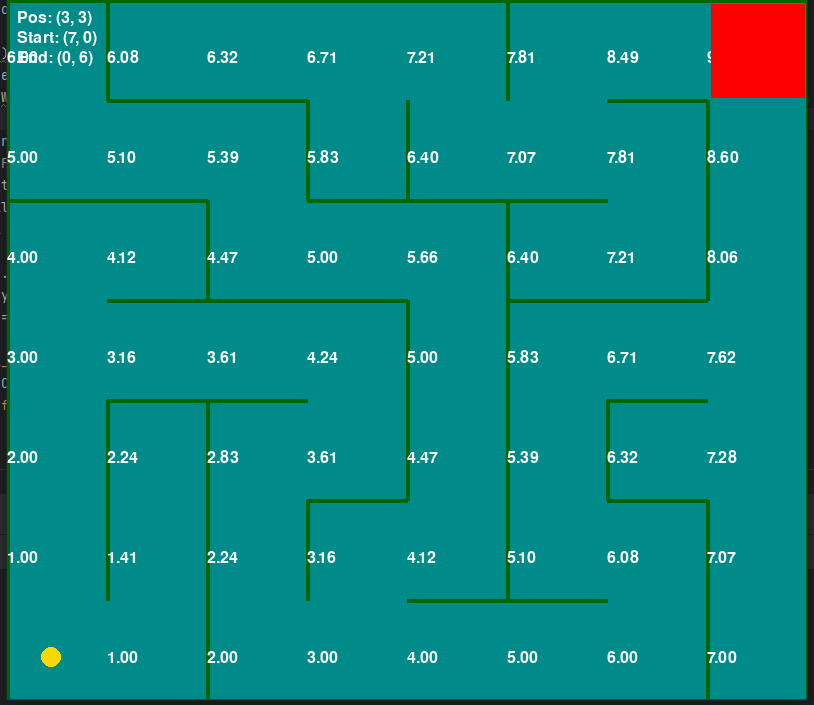 Pos: (3, 3)
Start: (7, 0)
End: (0, 6)
6.08 6.32 6.71 7.21 7.81 8.49
5.00 5.10 5.39 5.83 6.40 7.07 7.81 8.60
4.00 4.12 4.47 5.00 5.66 6.40 7.21 8.06
3.00 3.16 3.61 4.24 5.00 5.83 6.71 7.62
2.00 2.24 2.83 3.61 4.47 5.39 6.32 7.28
1.00 1.41 2.24 3.16 4.12 5.10 6.08 7.07
1.00 2.00 3.00 4.00 5.00 6.00 7.00